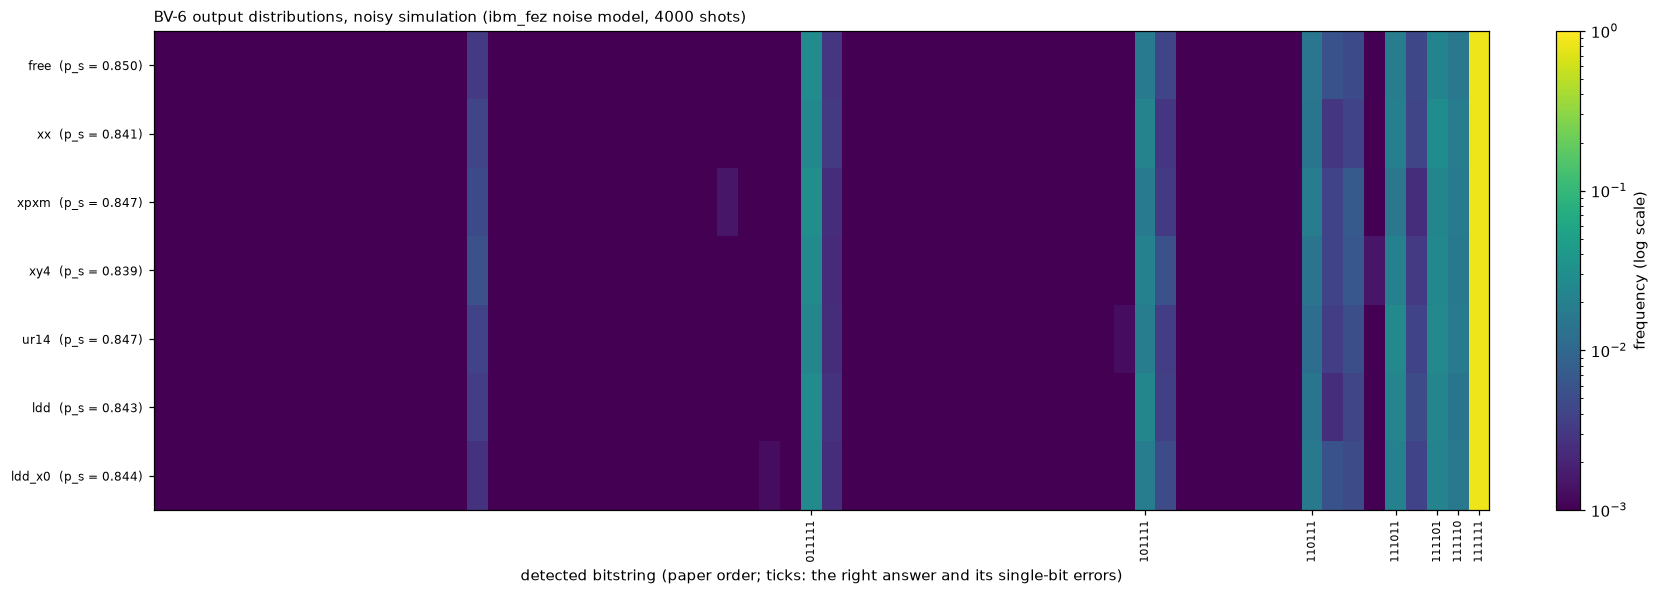 BV-6 output distributions, noisy simulation (ibm_fez noise model, 4000 shots)
free (p_s = 0.850)
xx (p_s = 0.841)
xpxm (p_s = 0.847)
xy4 (p_s = 0.839)
ur14 (p_s = 0.847)
ldd (p_s = 0.843)
ldd_x0 (p_s = 0.844)
011111
101111
110111
111011
111101
111110
111111
detected bitstring (paper order; ticks: the right answer and its single-bit errors)
10⁰
10⁻¹
10⁻²
10⁻³
frequency (log scale)